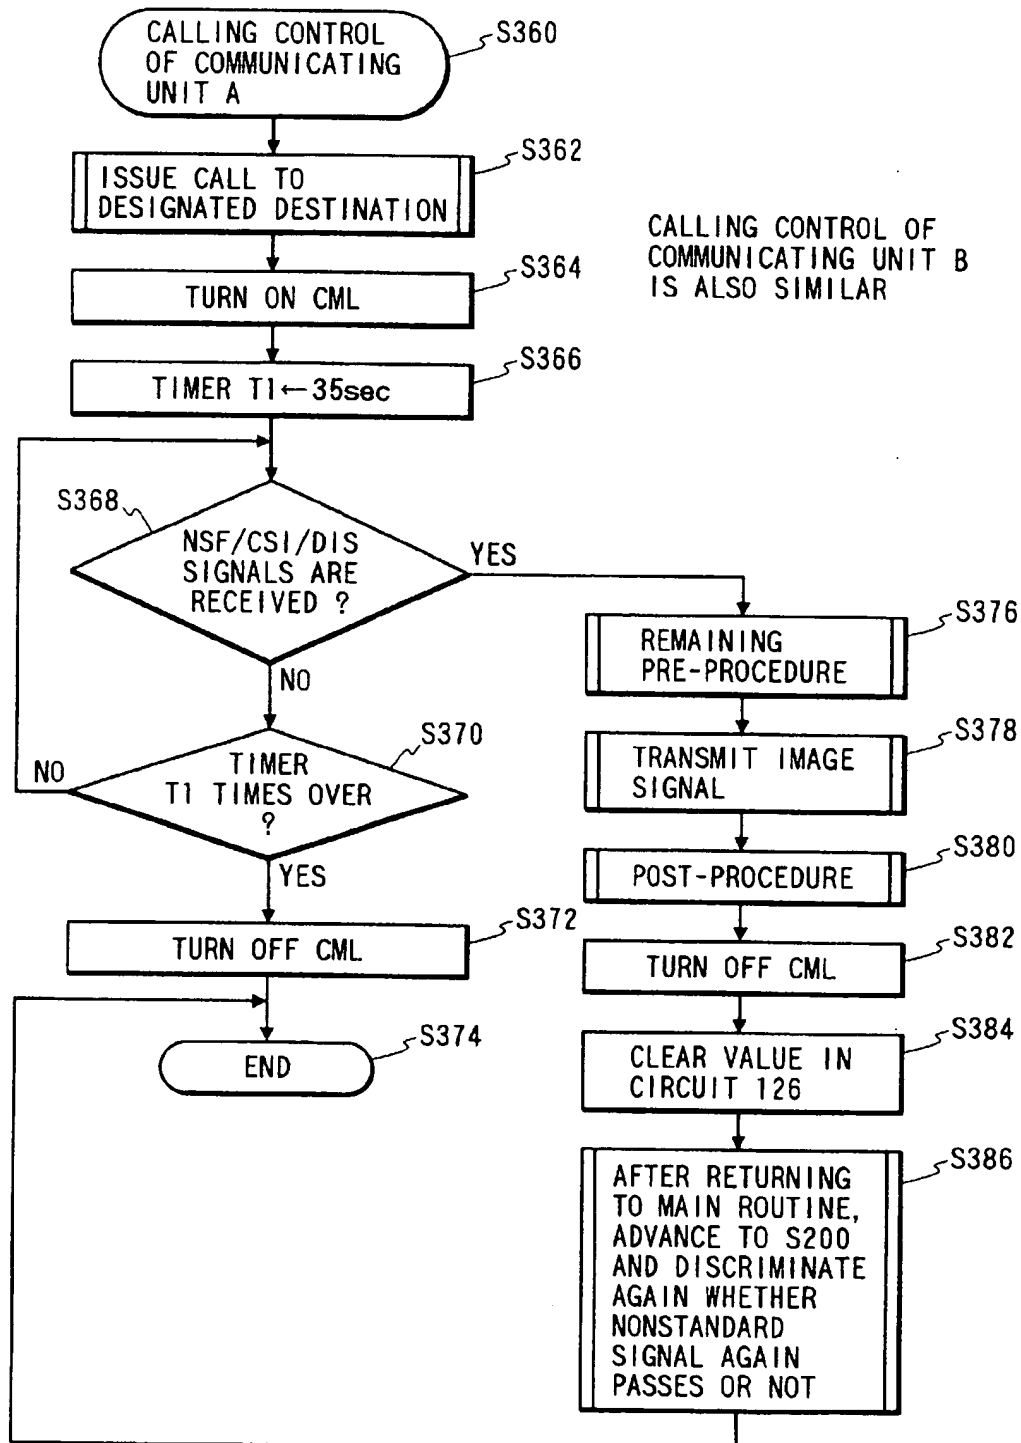 CALLING CONTROL
OF COMMUNICATING
UNIT A
S360
ISSUE CALL TO
DESIGNATED DESTINATION
S362
CALLING CONTROL OF
COMMUNICATING UNIT B
IS ALSO SIMILAR
TURN ON CML
S364
TIMER T1←35sec
S366
S368
NSF/CSI/DIS
SIGNALS ARE
RECEIVED ?
YES
NO
S370
TIMER
T1 TIMES OVER
?
NO
YES
TURN OFF CML
S372
END
S374
REMAINING
PRE-PROCEDURE
S376
TRANSMIT IMAGE
SIGNAL
S378
POST-PROCEDURE
S380
TURN OFF CML
S382
CLEAR VALUE IN
CIRCUIT 126
S384
AFTER RETURNING
TO MAIN ROUTINE,
ADVANCE TO S200
AND DISCRIMINATE
AGAIN WHETHER
NONSTANDARD
SIGNAL AGAIN
PASSES OR NOT
S386